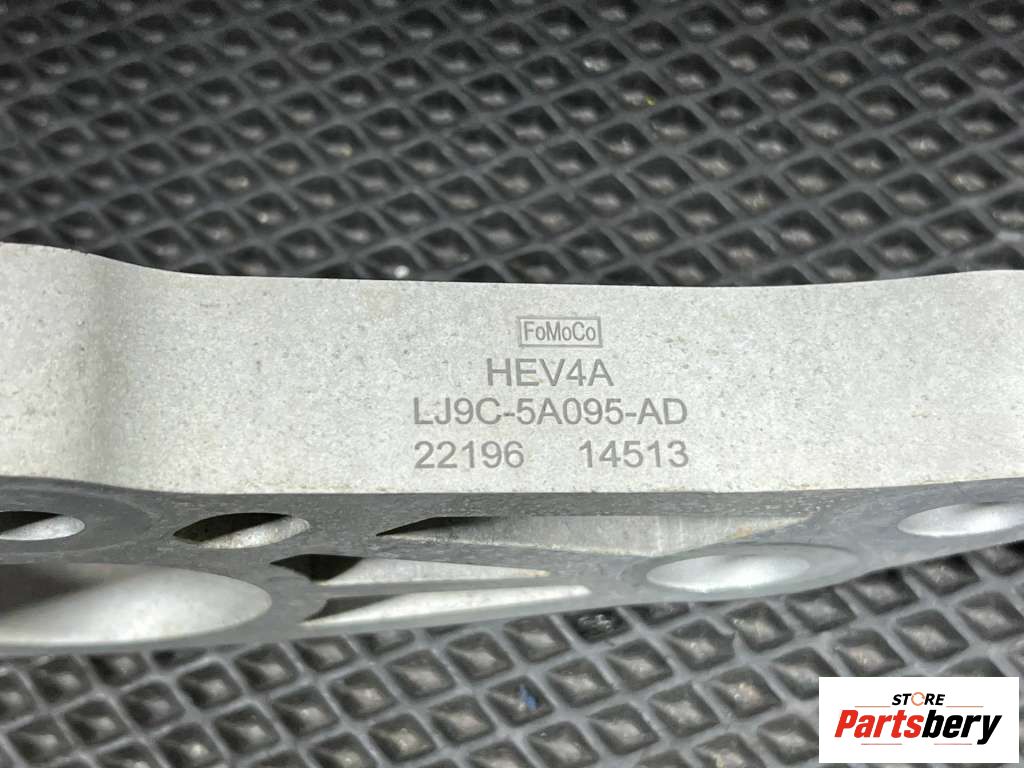 FoMoCo
HEV4A
LJ9C-5A095-AD
22196 14513
STORE
Partsbery